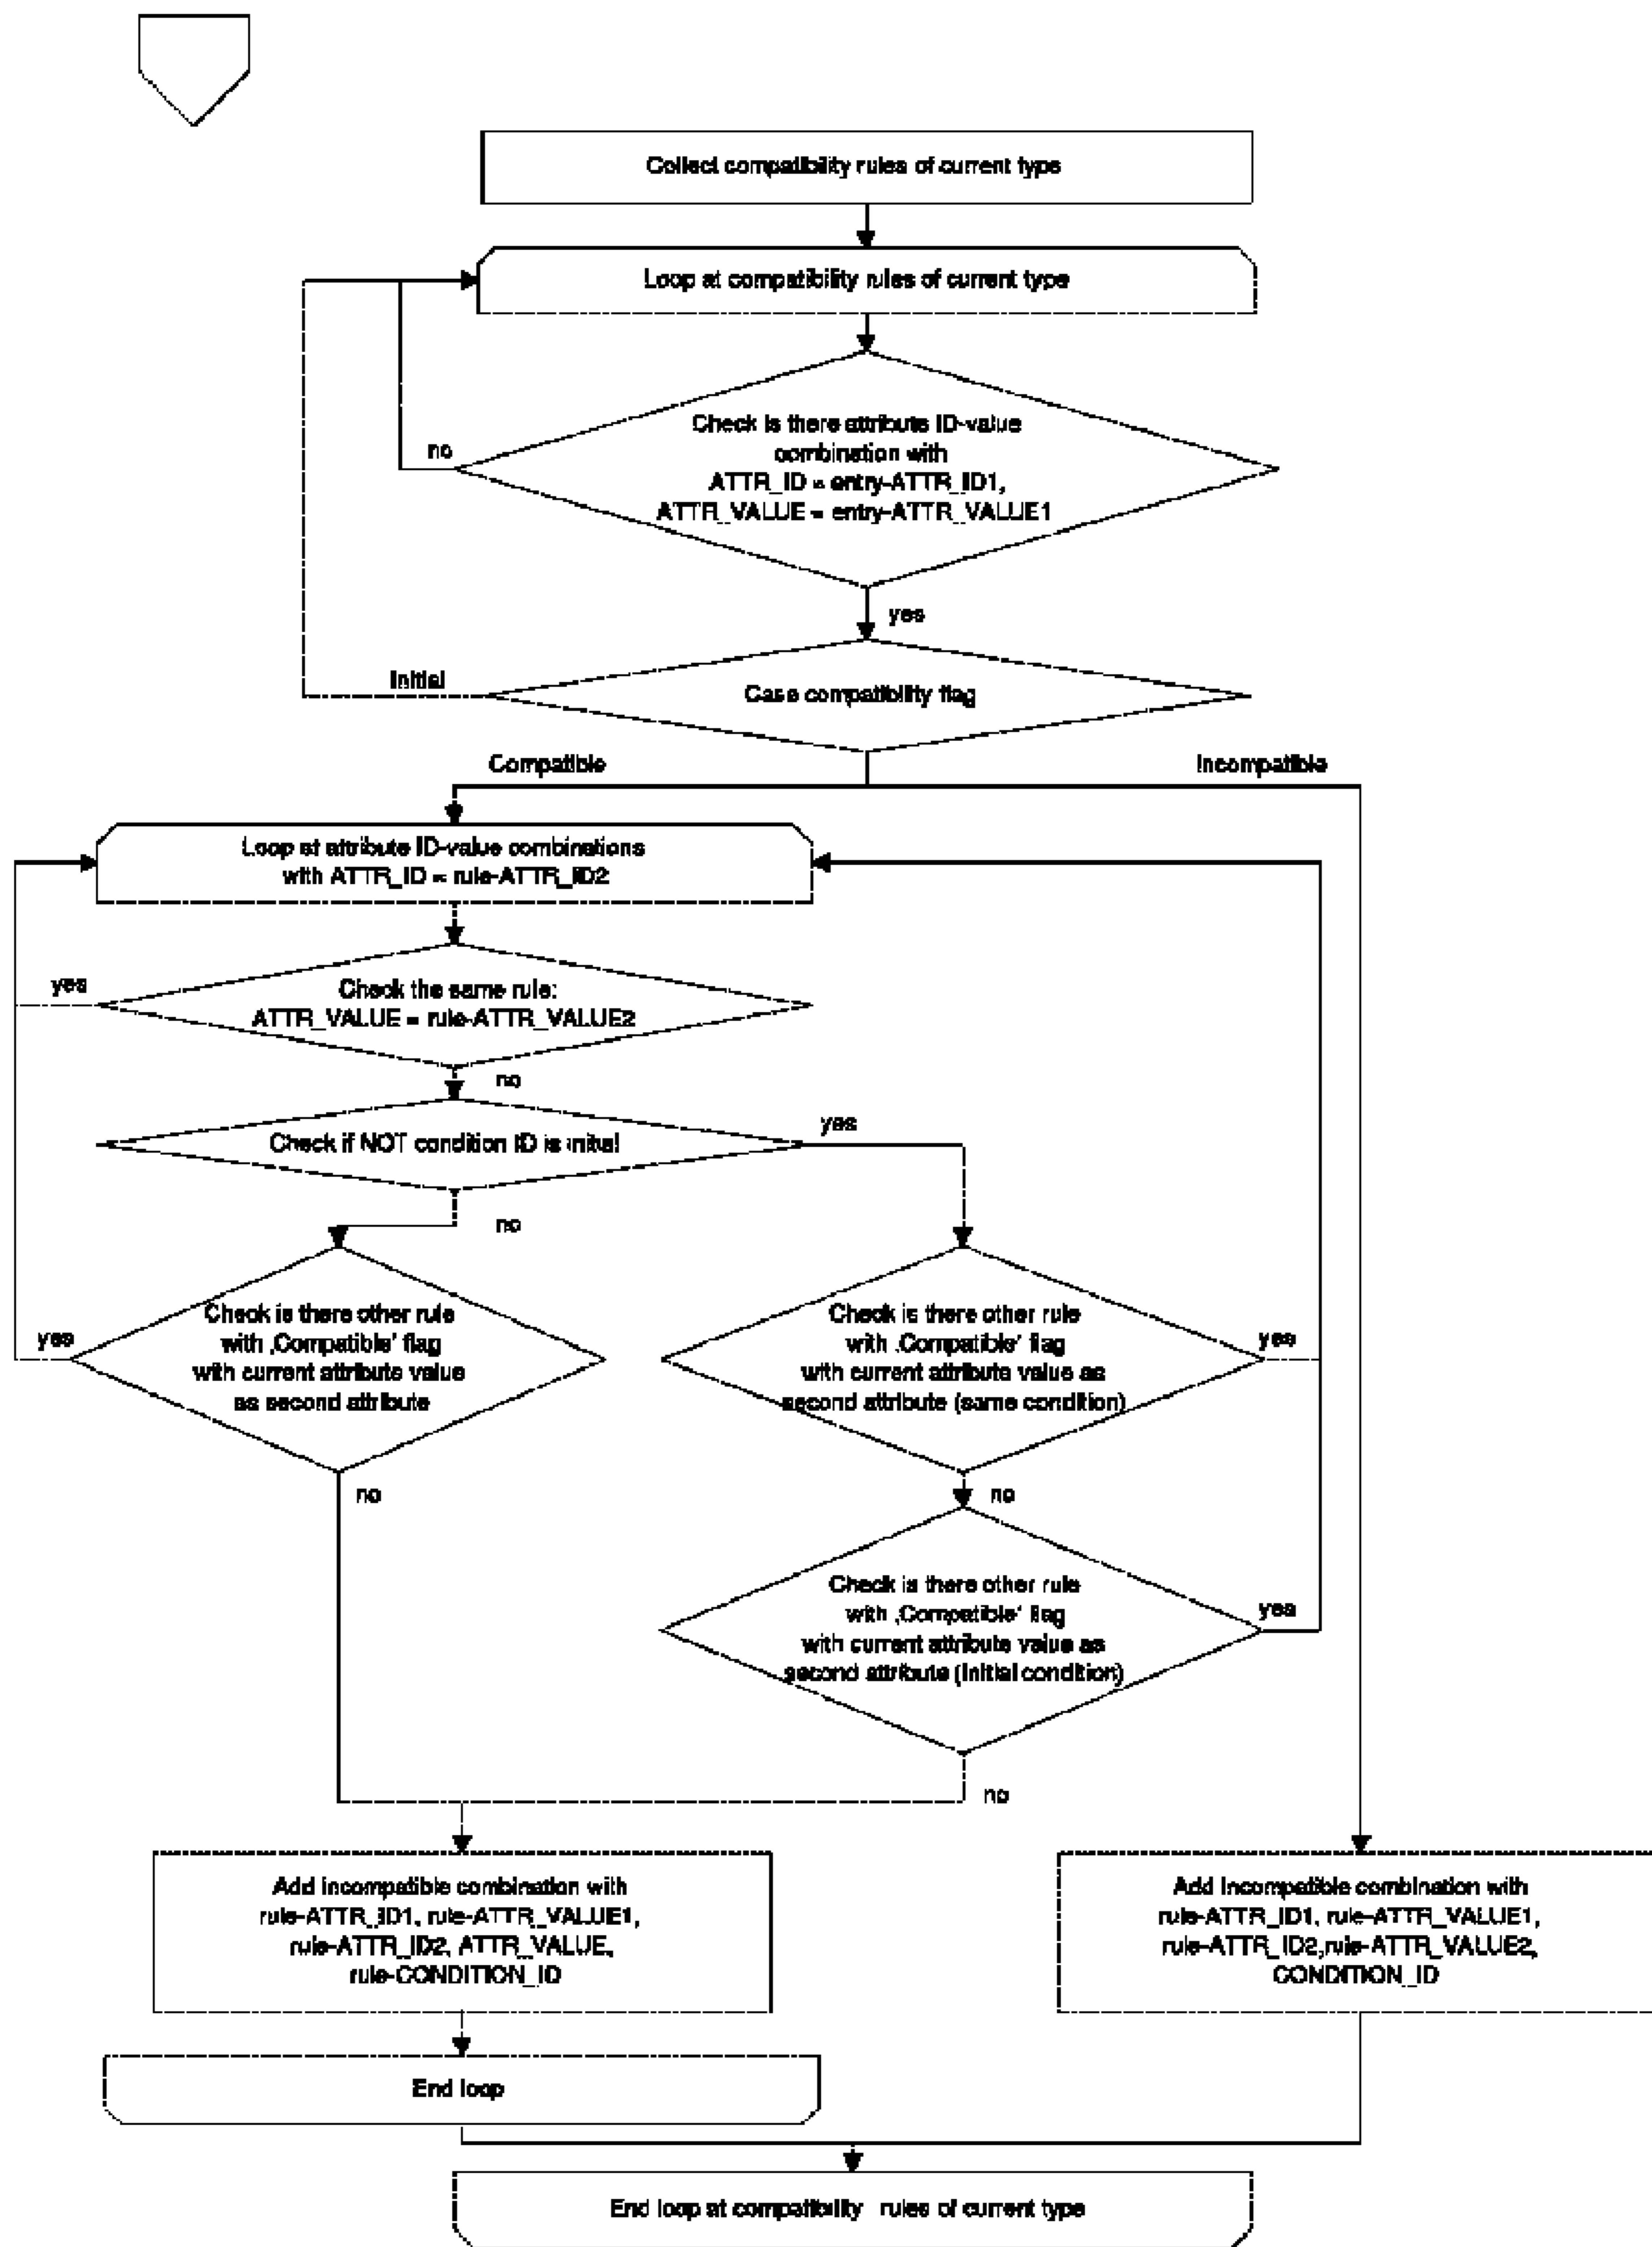 Collect compatibility rules of current type
Loop at compatibility rules of current type
Check is there attribute ID-value
combination with
ATTR_ID = entry-ATTR_ID1,
ATTR_VALUE = entry-ATTR_VALUE1
no
yes
Initial
Case compatibility flag
Compatible
Incompatible
Loop at attribute ID-value combinations
with ATTR_ID = rule-ATTR_ID2
yes
Check the same rule:
ATTR_VALUE = rule-ATTR_VALUE2
no
Check if NOT condition ID is initial
yes
no
Check is there other rule
with ‚Compatible‘ flag
with current attribute value
as second attribute
yes
no
Check is there other rule
with ‚Compatible‘ flag
with current attribute value as
second attribute (same condition)
yes
no
Check is there other rule
with ‚Compatible‘ flag
with current attribute value as
second attribute (Initial condition)
yes
no
Add incompatible combination with
rule-ATTR_ID1, rule-ATTR_VALUE1,
rule-ATTR_ID2, ATTR_VALUE,
rule-CONDITION_ID
Add incompatible combination with
rule-ATTR_ID1, rule-ATTR_VALUE1,
rule-ATTR_ID2,rule-ATTR_VALUE2,
CONDITION_ID
End loop
End loop at compatibility rules of current type